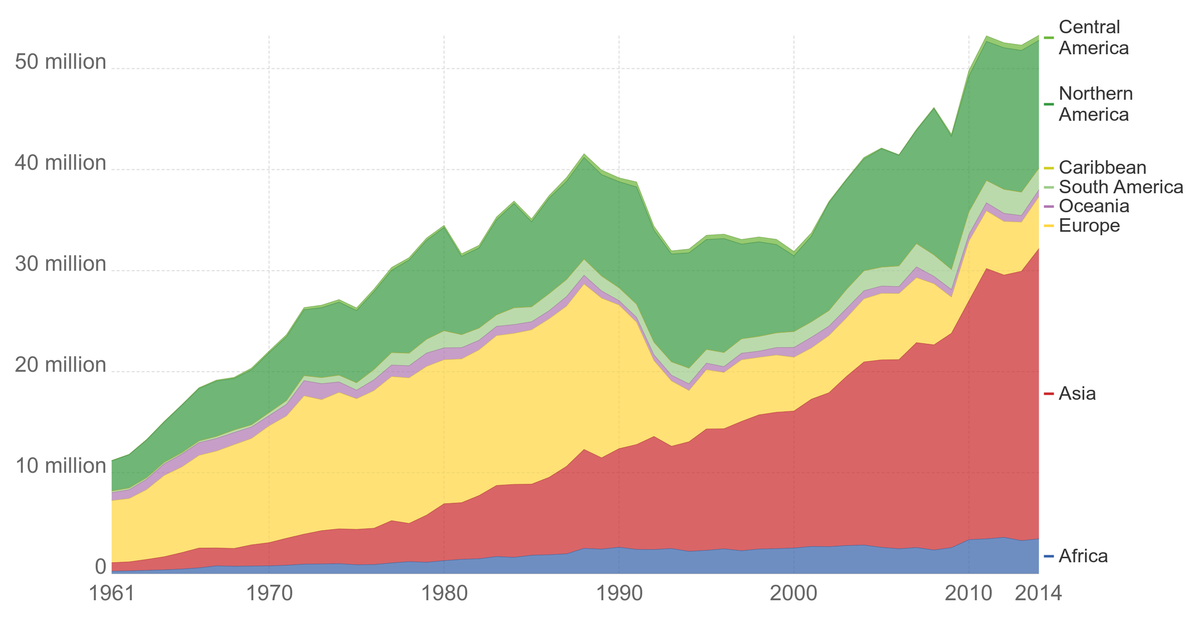 50 million
40 million
30 million
20 million
10 million
0
1961
1970
1980
1990
2000
2010
2014
Central
America
Northern
America
Caribbean
South America
Oceania
Europe
Asia
Africa